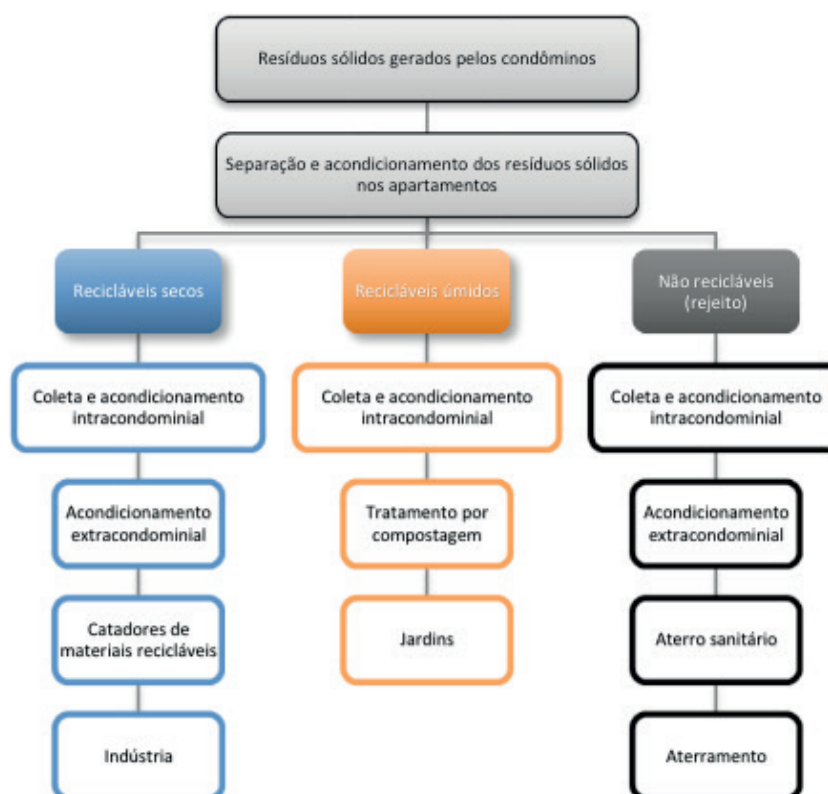 Resíduos sólidos gerados pelos condôminos
Separação e acondicionamento dos resíduos sólidos
nos apartamentos
Recicláveis secos
Recicláveis úmidos
Não recicláveis
(rejeito)
Coleta e acondicionamento
intracondominial
Coleta e acondicionamento
intracondominial
Coleta e acondicionamento
intracondominial
Acondicionamento
extracondominial
Tratamento por
compostagem
Acondicionamento
extracondominial
Catadores de
materiais recicláveis
Jardins
Aterro sanitário
Indústria
Aterramento